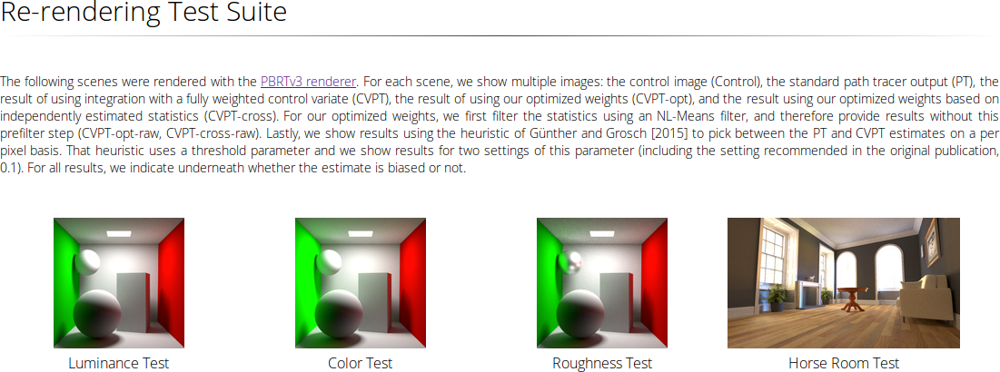 Re-rendering Test Suite
The following scenes were rendered with the PBRTv3 renderer. For each scene, we show multiple images: the control image (Control), the standard path tracer output (PT), the
result of using integration with a fully weighted control variate (CVPT), the result of using our optimized weights (CVPT-opt), and the result using our optimized weights based on
independently estimated statistics (CVPT-cross). For our optimized weights, we first filter the statistics using an NL-Means filter, and therefore provide results without this
prefilter step (CVPT-opt-raw, CVPT-cross-raw). Lastly, we show results using the heuristic of Günther and Grosch [2015] to pick between the PT and CVPT estimates on a per
pixel basis. That heuristic uses a threshold parameter and we show results for two settings of this parameter (including the setting recommended in the original publication,
0.1). For all results, we indicate underneath whether the estimate is biased or not.
Luminance Test
Color Test
Roughness Test
Horse Room Test